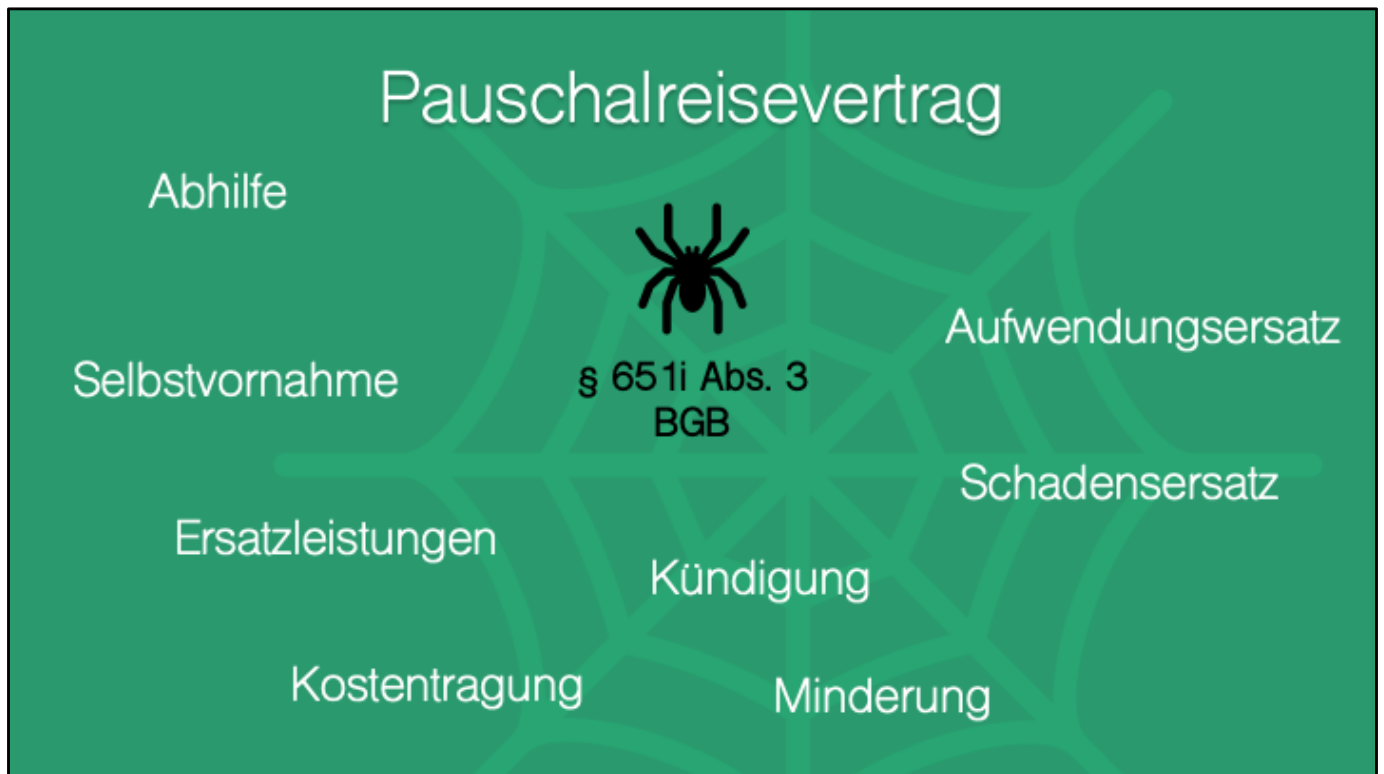 Pauschalreisevertrag
Abhilfe
Aufwendungsersatz
Selbstvornahme
§ 651i Abs. 3
BGB
Schadensersatz
Ersatzleistungen
Kündigung
Kostentragung
Minderung